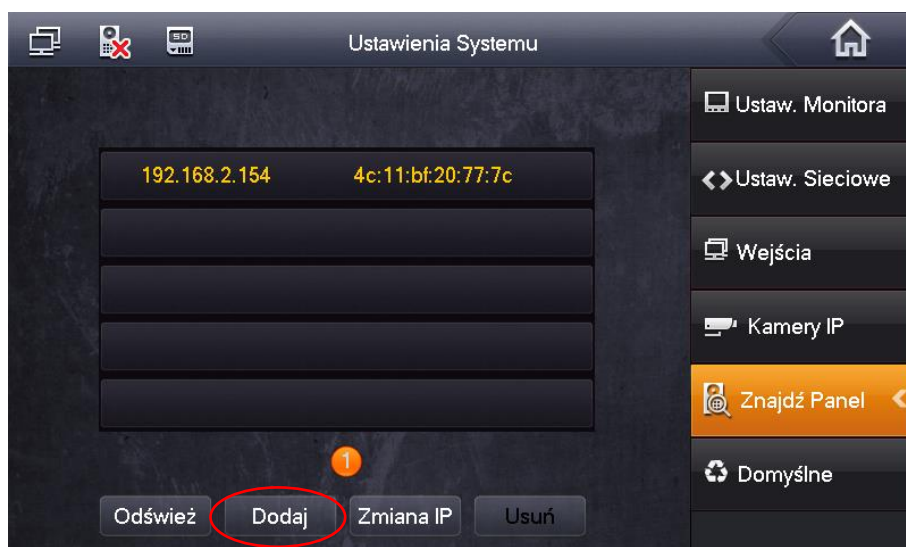 SD
Ustawienia Systemu
Ustaw. Monitora
192.168.2.154 4c:11:bf:20:77:7c
Ustaw. Sieciowe
Wejścia
Kamery IP
Znajdź Panel
1
Domyślne
Odśwież Dodaj Zmiana IP Usuń